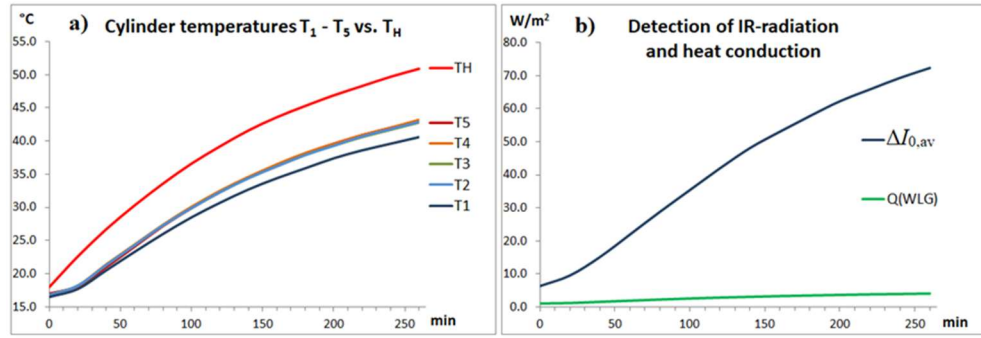 °C
a) Cylinder temperatures T1 - T5 vs. TH
55.0
50.0
45.0
40.0
35.0
30.0
25.0
20.0
15.0
TH
T5
T4
T3
T2
T1
0 50 100 150 200 250 min
W/m²
b) Detection of IR-radiation
and heat conduction
80.0
70.0
60.0
50.0
40.0
30.0
20.0
10.0
0.0
ΔI0,av
Q(WLG)
0 50 100 150 200 250 min